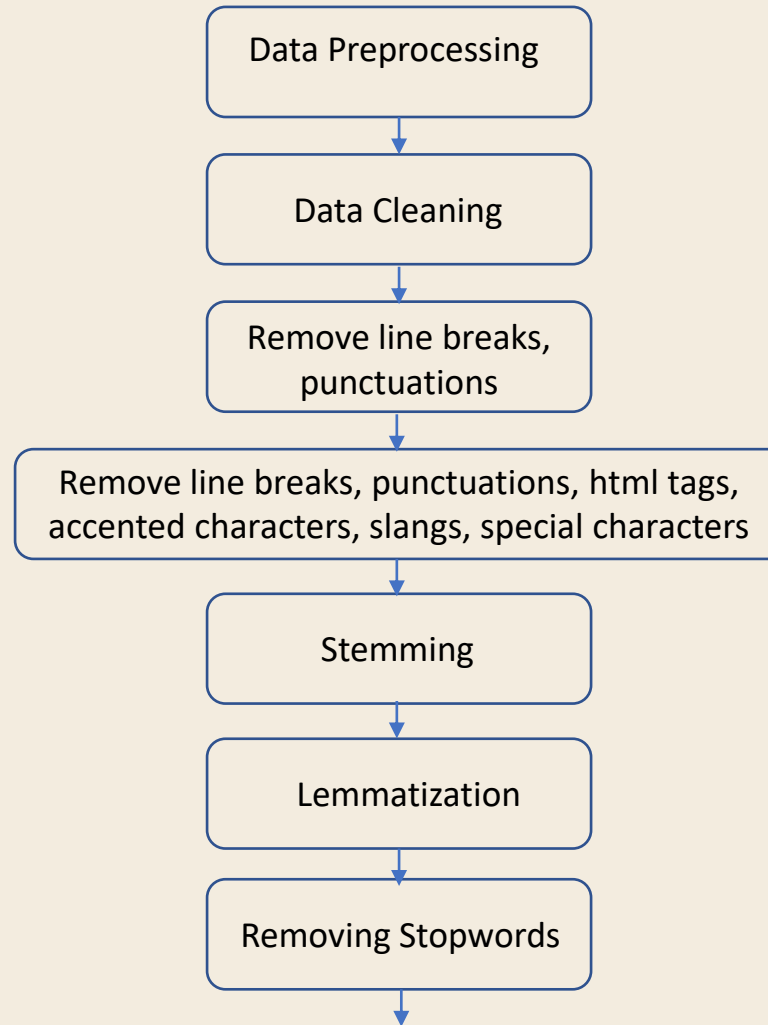 Data Preprocessing
Data Cleaning
Remove line breaks,
punctuations
Remove line breaks, punctuations, html tags,
accented characters, slangs, special characters
Stemming
Lemmatization
Removing Stopwords